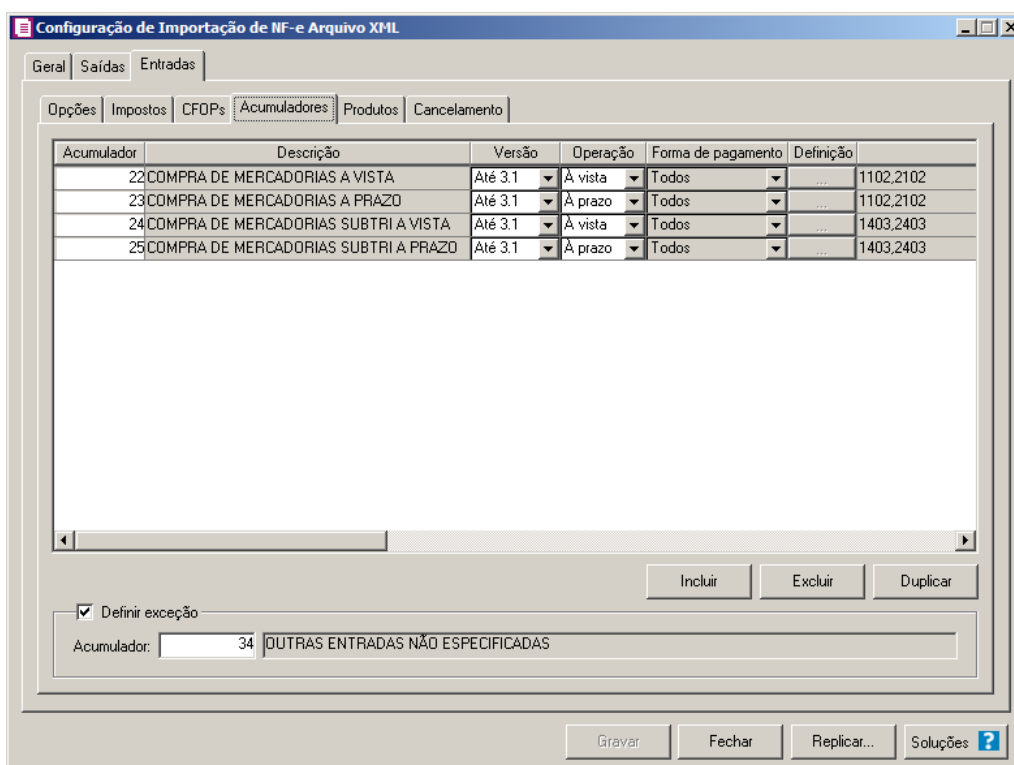 Configuração de Importação de NF-e Arquivo XML
Geral Saídas Entradas
Opções Impostos CFOPs Acumuladores Produtos Cancelamento
Acumulador Descrição Versão Operação Forma de pagamento Definição
22 COMPRA DE MERCADORIAS A VISTA Até 3.1 À vista Todos ... 1102,2102
23 COMPRA DE MERCADORIAS A PRAZO Até 3.1 À prazo Todos ... 1102,2102
24 COMPRA DE MERCADORIAS SUBTRI A VISTA Até 3.1 À vista Todos ... 1403,2403
25 COMPRA DE MERCADORIAS SUBTRI A PRAZO Até 3.1 À prazo Todos ... 1403,2403
Incluir Excluir Duplicar
Definir exceção
Acumulador: 34 OUTRAS ENTRADAS NÃO ESPECIFICADAS
Gravar Fechar Replicar... Soluções ?